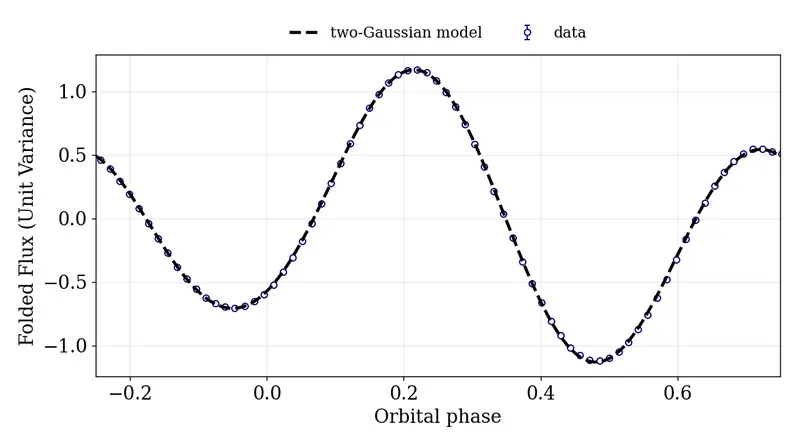 two-Gaussian model data
Folded Flux (Unit Variance)
1.0
0.5
0.0
−0.5
−1.0
−0.2 0.0 0.2 0.4 0.6
Orbital phase